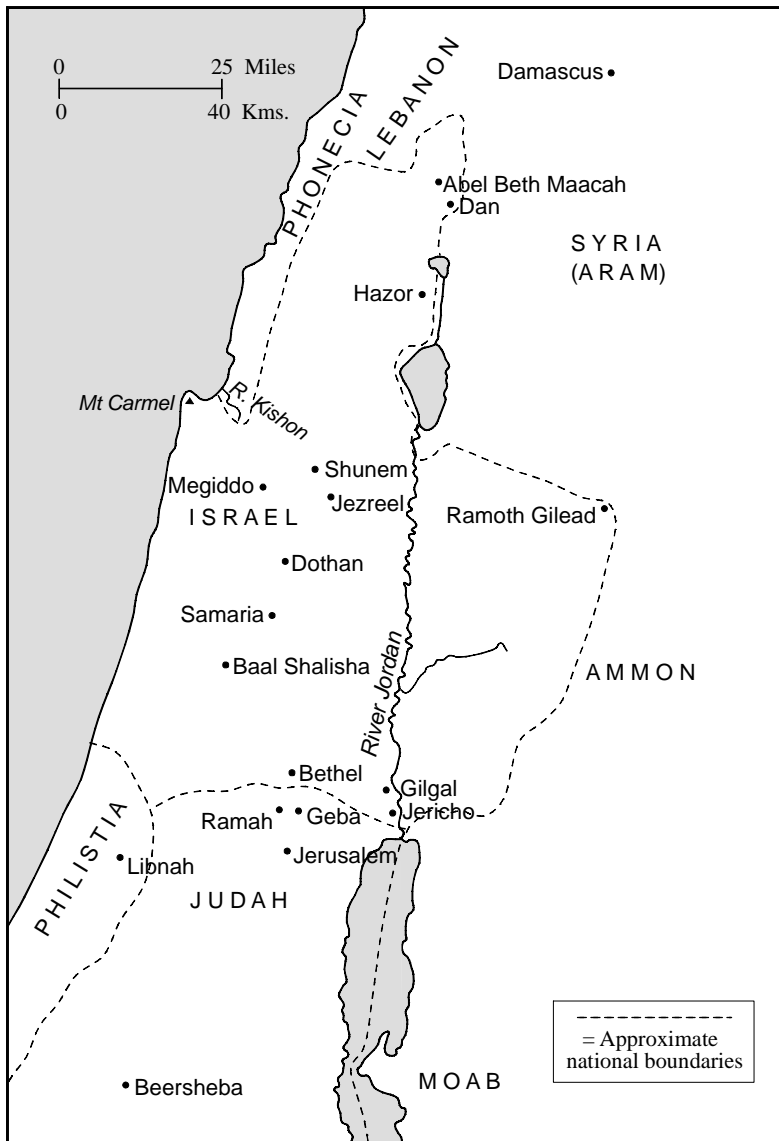 0 25 Miles
0 40 Kms.
PHONECIA
LEBANON
Damascus
Abel Beth Maacah
Dan
SYRIA
(ARAM)
Hazor
Mt Carmel
R. Kishon
Shunem
Megiddo
Jezreel
ISRAEL
Ramoth Gilead
Dothan
Samaria
Baal Shalisha
River Jordan
AMMON
Bethel
Gilgal
Ramah
Geba
Jericho
PHILISTIA
Libnah
Jerusalem
JUDAH
= Approximate
national boundaries
Beersheba
MOAB